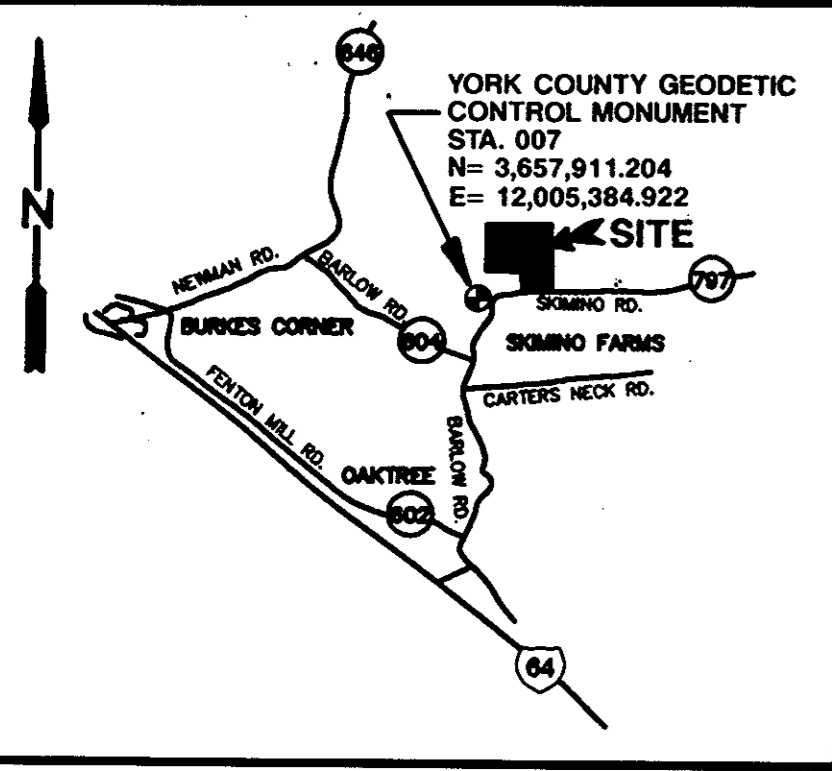 646
YORK COUNTY GEODETIC
CONTROL MONUMENT
STA. 007
N= 3,657,911.204
E= 12,005,384.922
N
SITE
NEWMAN RD.
BARLOW RD.
797
SKIMINO RD.
BURKES CORNER
604
SKIMINO FARMS
FENTON MILL RD.
CARTERS NECK RD.
BARLOW RD.
OAKTREE
602
64